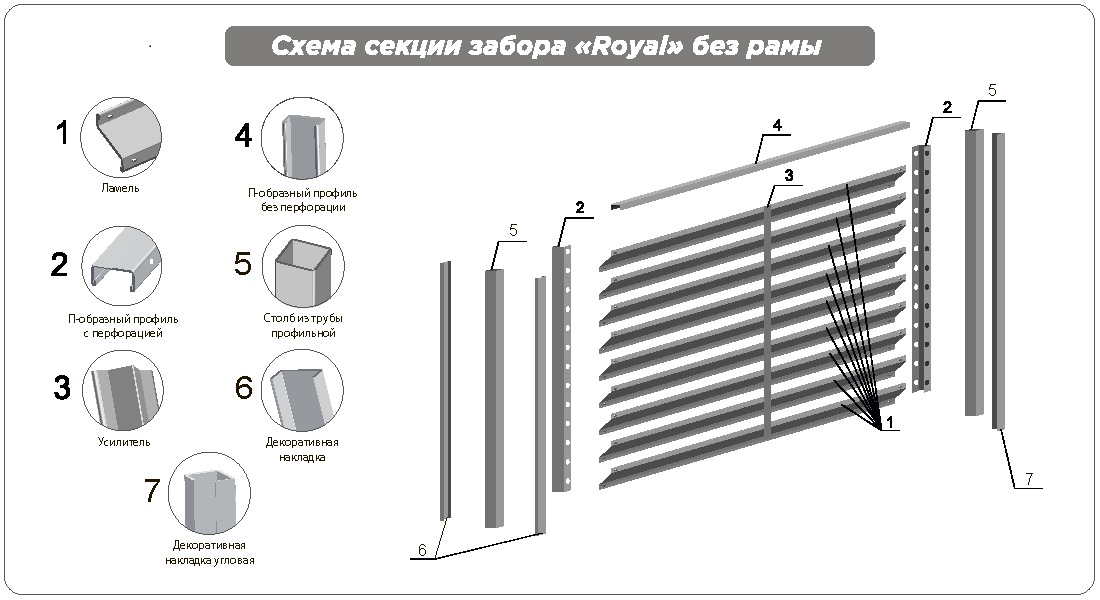 Схема секции забора «Royal» без рамы
1
Ламель
4
П-образный профиль
без перфорации
2
П-образный профиль
с перфорацией
5
Столб из трубы
профильной
3
Усилитель
6
Декоративная
накладка
7
Декоративная
накладка угловая
5
2
4
3
2
5
1
7
6